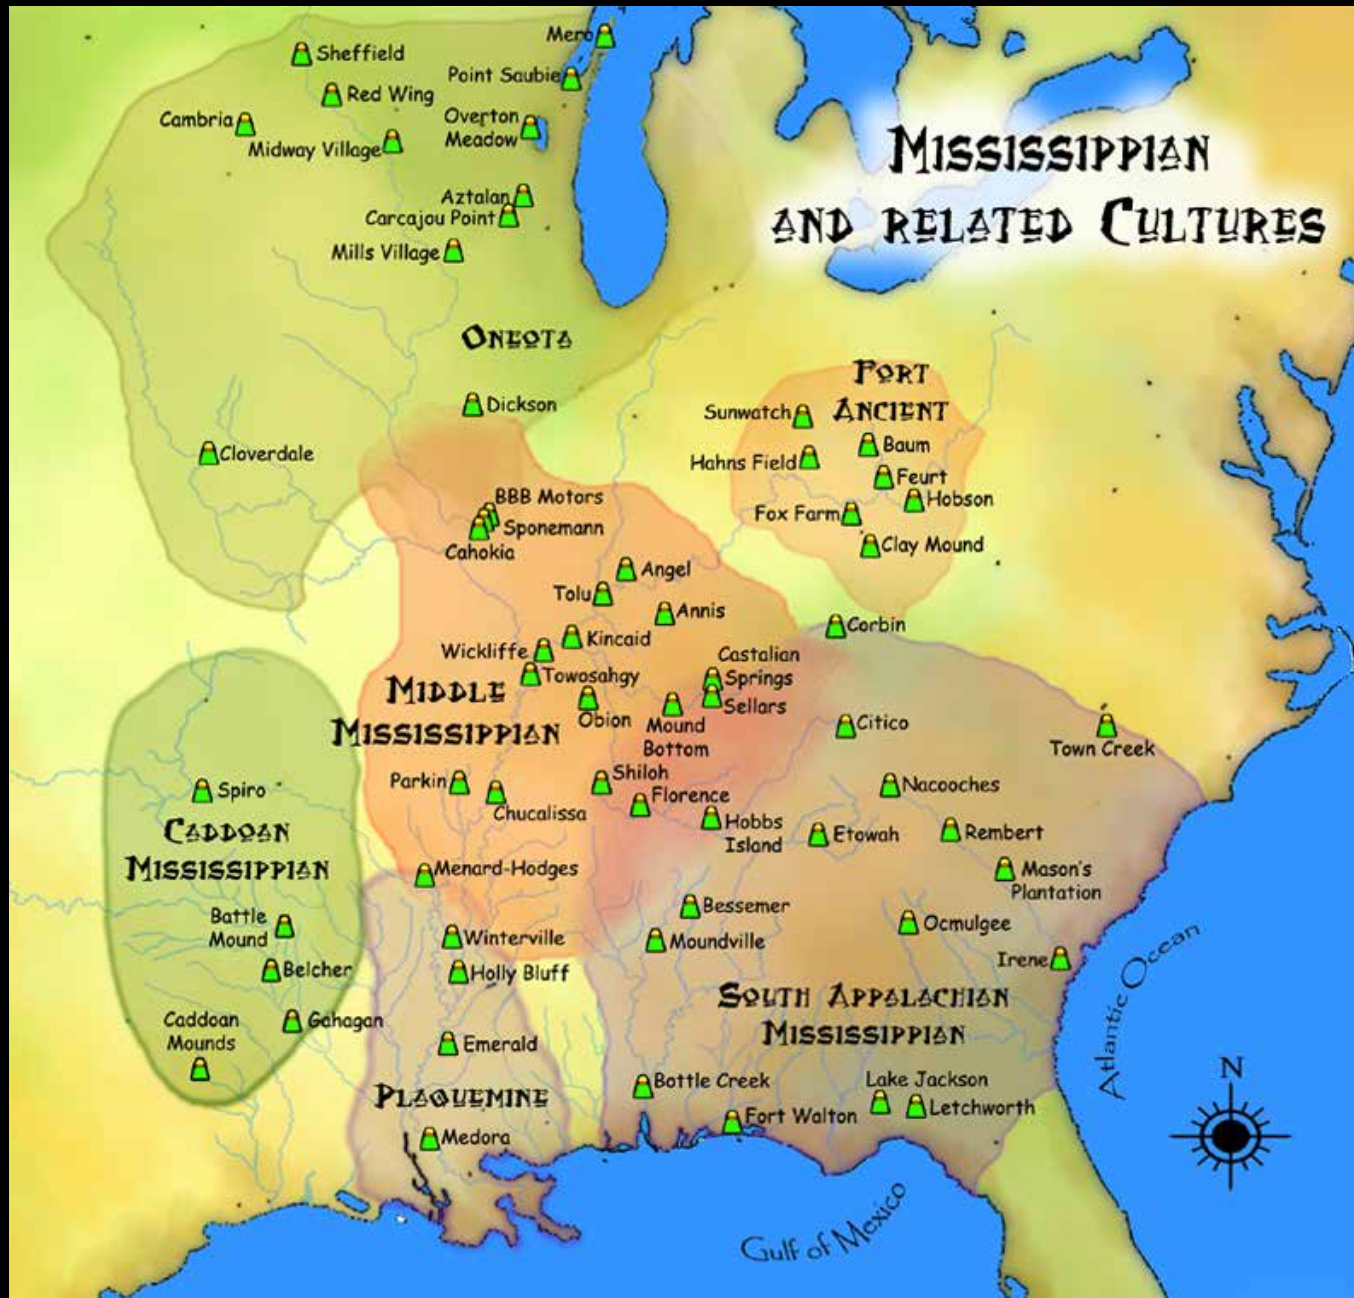 Mero
Sheffield
Point Saubie
Red Wing
Overton
Meadow
Cambria
Midway Village
Mississippian
and related Cultures
Aztalan
Carcajou Point
Mills Village
Oneota
Fort
Ancient
Dickson
Sunwatch
Baum
Cloverdale
Hahns Field
Feurt
Hobson
BBB Motors
Fox Farm
Sponemann
Cahokia
Clay Mound
Angel
Tolu
Annis
Corbin
Kincaid
Wickliffe
Castalian
Springs
Towosahgy
Middle
Mississippian
Sellars
Obion
Mound
Bottom
Citico
Town Creek
Shiloh
Parkin
Nacooches
Spiro
Florence
Chucalissa
Hobbs
Island
Etowah
Rembert
Caddoan
Mississippian
Menard-Hodges
Mason's
Plantation
Bessemer
Battle
Mound
Ocmulgee
Winterville
Moundville
Irene
Belcher
Holly Bluff
South Appalachian
Mississippian
Atlantic Ocean
Caddoan
Mounds
Gahagan
Emerald
N
Bottle Creek
Lake Jackson
Plaquemine
Letchworth
Fort Walton
Medora
Gulf of Mexico